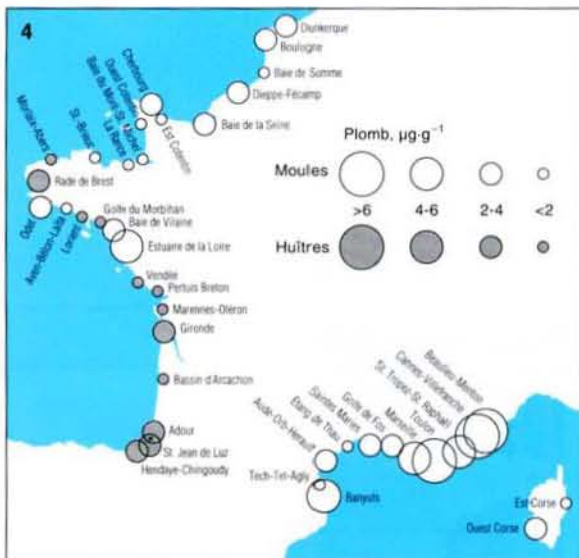 4
Dunkerque
Boulogne
Baie de Somme
Dieppe-Fécamp
Baie de la Seine
Cherbourg
Ouest Cotentin
Baie du Mont St. Michel
La Rance
Est Cotentin
St.-Brieuc
Morlaix-Abers
Rade de Brest
Odet
Aven-Belon-Laïta
Lorient
Golfe du Morbihan
Baie de Vilaine
Estuaire de la Loire
Vendée
Pertuis Breton
Marennes-Oléron
Gironde
Bassin d'Arcachon
Adour
St. Jean de Luz
Hendaye-Chingoudy
Plomb, µg·g⁻¹
Moules
>6 4-6 2-4 <2
Huîtres
Beaulieu-Menton
Cannes-Villefranche
St. Tropez-St. Raphaël
Toulon
Marseille
Golfe de Fos
Saintes Maries
Etang de Thau
Aude-Orb-Herault
Tech-Tet-Agly
Banyuls
Est-Corse
Ouest Corse